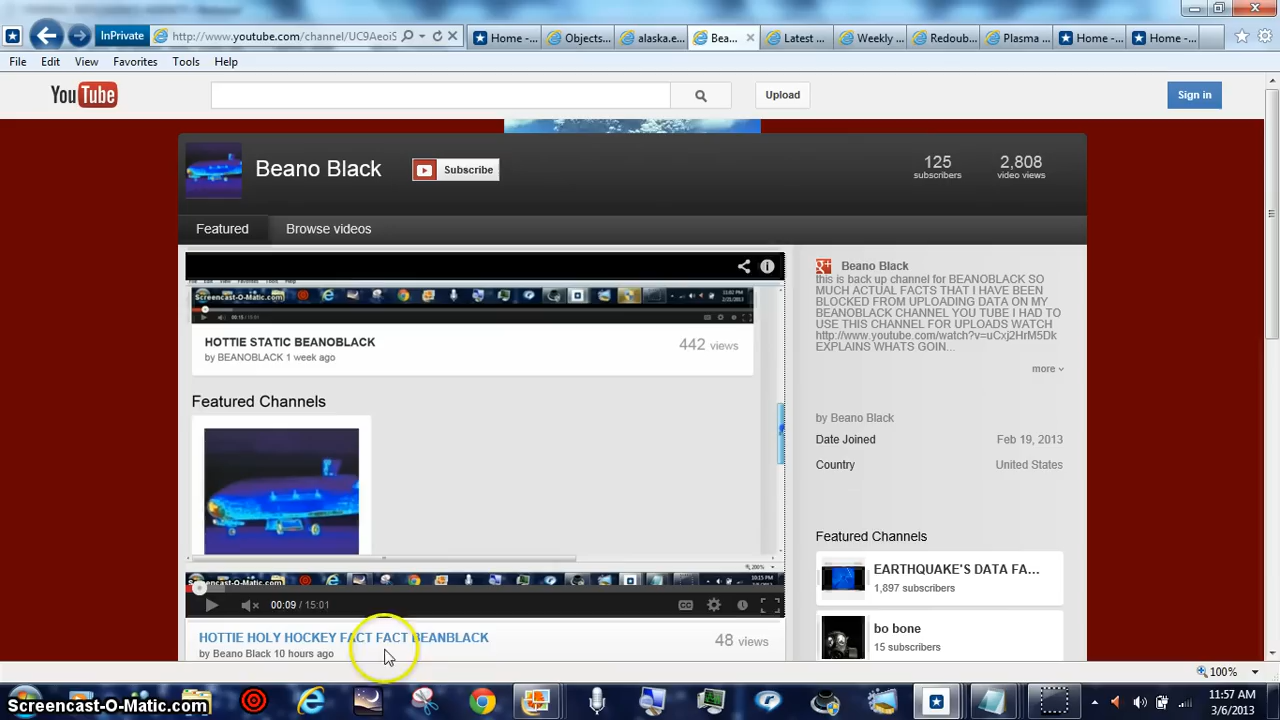 InPrivate
http://www.youtube.com/channel/UC9Aeoi5
Home -...
Objects...
alaska.e...
Bea...
Latest ...
Weekly ...
Redoub...
Plasma ...
Home -...
Home -...
File Edit View Favorites Tools Help
YouTube
Upload
Sign in
Beano Black
Subscribe
125
subscribers
2,808
video views
Featured
Browse videos
Screencast-O-Matic.com
HOTTIE STATIC BEANOBLACK
by BEANOBLACK 1 week ago
442 views
Featured Channels
00:09 / 15:01
HOTTIE HOLY HOCKEY FACT FACT BEANBLACK
by Beano Black 10 hours ago
48 views
Beano Black
this is back up channel for BEANOBLACK SO
MUCH ACTUAL FACTS THAT I HAVE BEEN
BLOCKED FROM UPLOADING DATA ON MY
BEANOBLACK CHANNEL YOU TUBE I HAD TO
USE THIS CHANNEL FOR UPLOADS WATCH
http://www.youtube.com/watch?v=uCxj2HrM5Dk
EXPLAINS WHATS GOIN...
more
by Beano Black
Date Joined Feb 19, 2013
Country United States
Featured Channels
EARTHQUAKE'S DATA FA...
1,897 subscribers
bo bone
15 subscribers
100%
Screencast-O-Matic.com
11:57 AM
3/6/2013